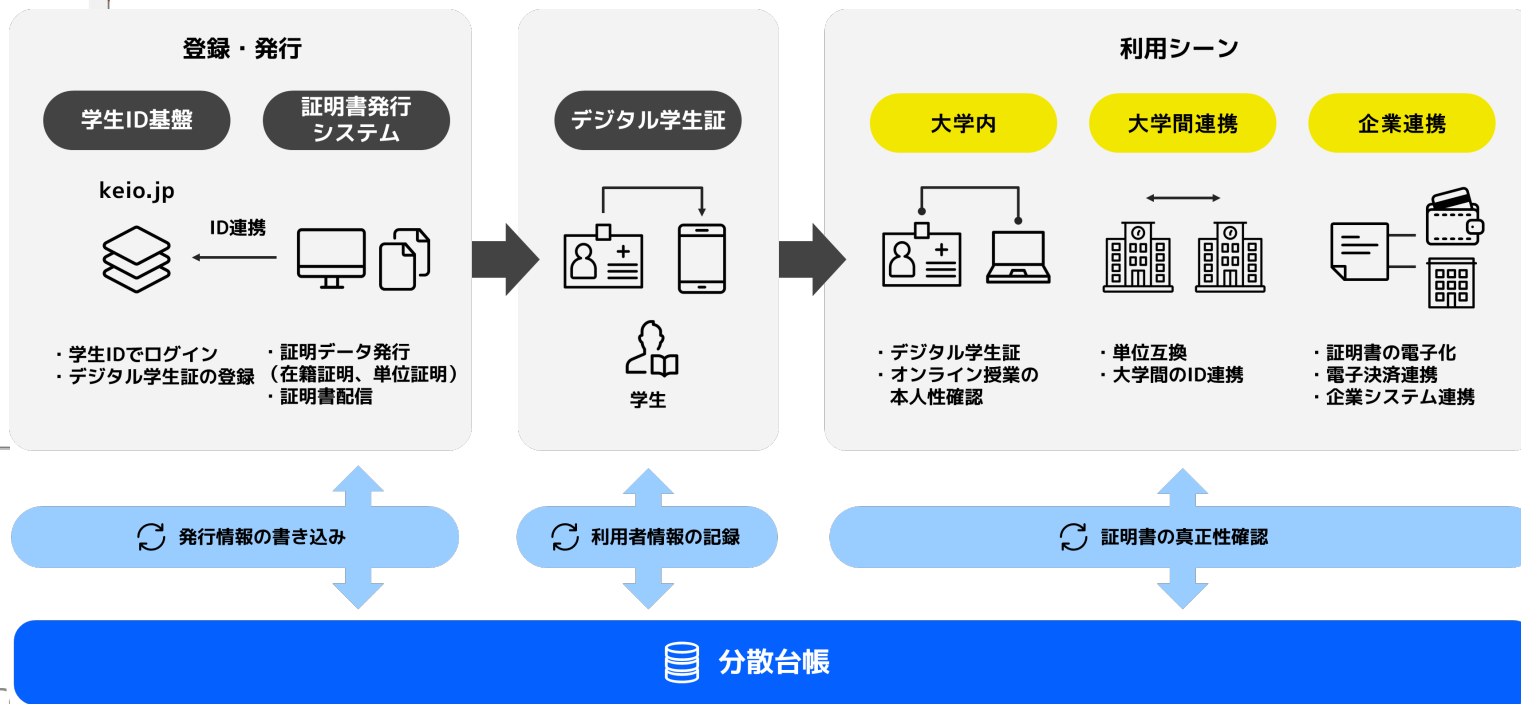 登録・発行
学生ID基盤
証明書発行
システム
keio.jp
ID連携
・学生IDでログイン
・デジタル学生証の登録
・証明データ発行
（在籍証明、単位証明）
・証明書配信
デジタル学生証
学生
利用シーン
大学内
大学間連携
企業連携
・デジタル学生証
・オンライン授業の
本人性確認
・単位互換
・大学間のID連携
・証明書の電子化
・電子決済連携
・企業システム連携
発行情報の書き込み
利用者情報の記録
証明書の真正性確認
分散台帳